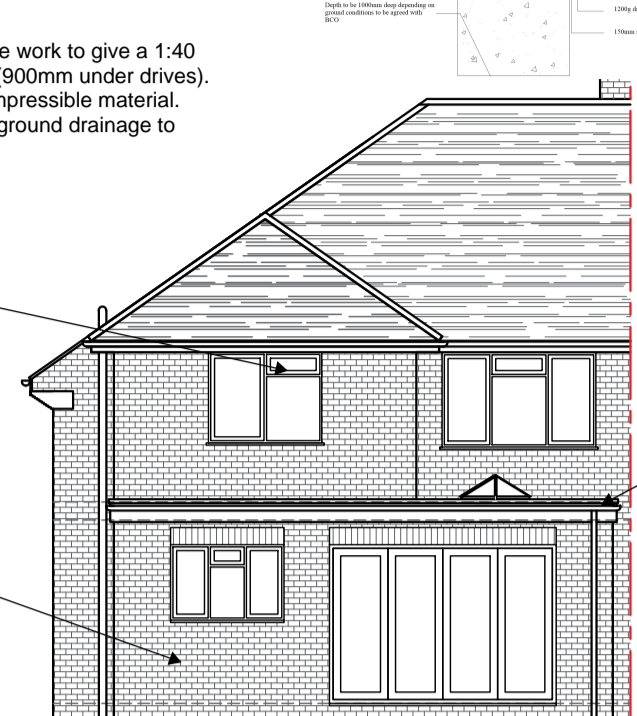 Depth to be 1000mm deep depending on
ground conditions to be agreed with
BCO
1200g d
150mm
e work to give a 1:40
(900mm under drives).
mpressible material.
ground drainage to